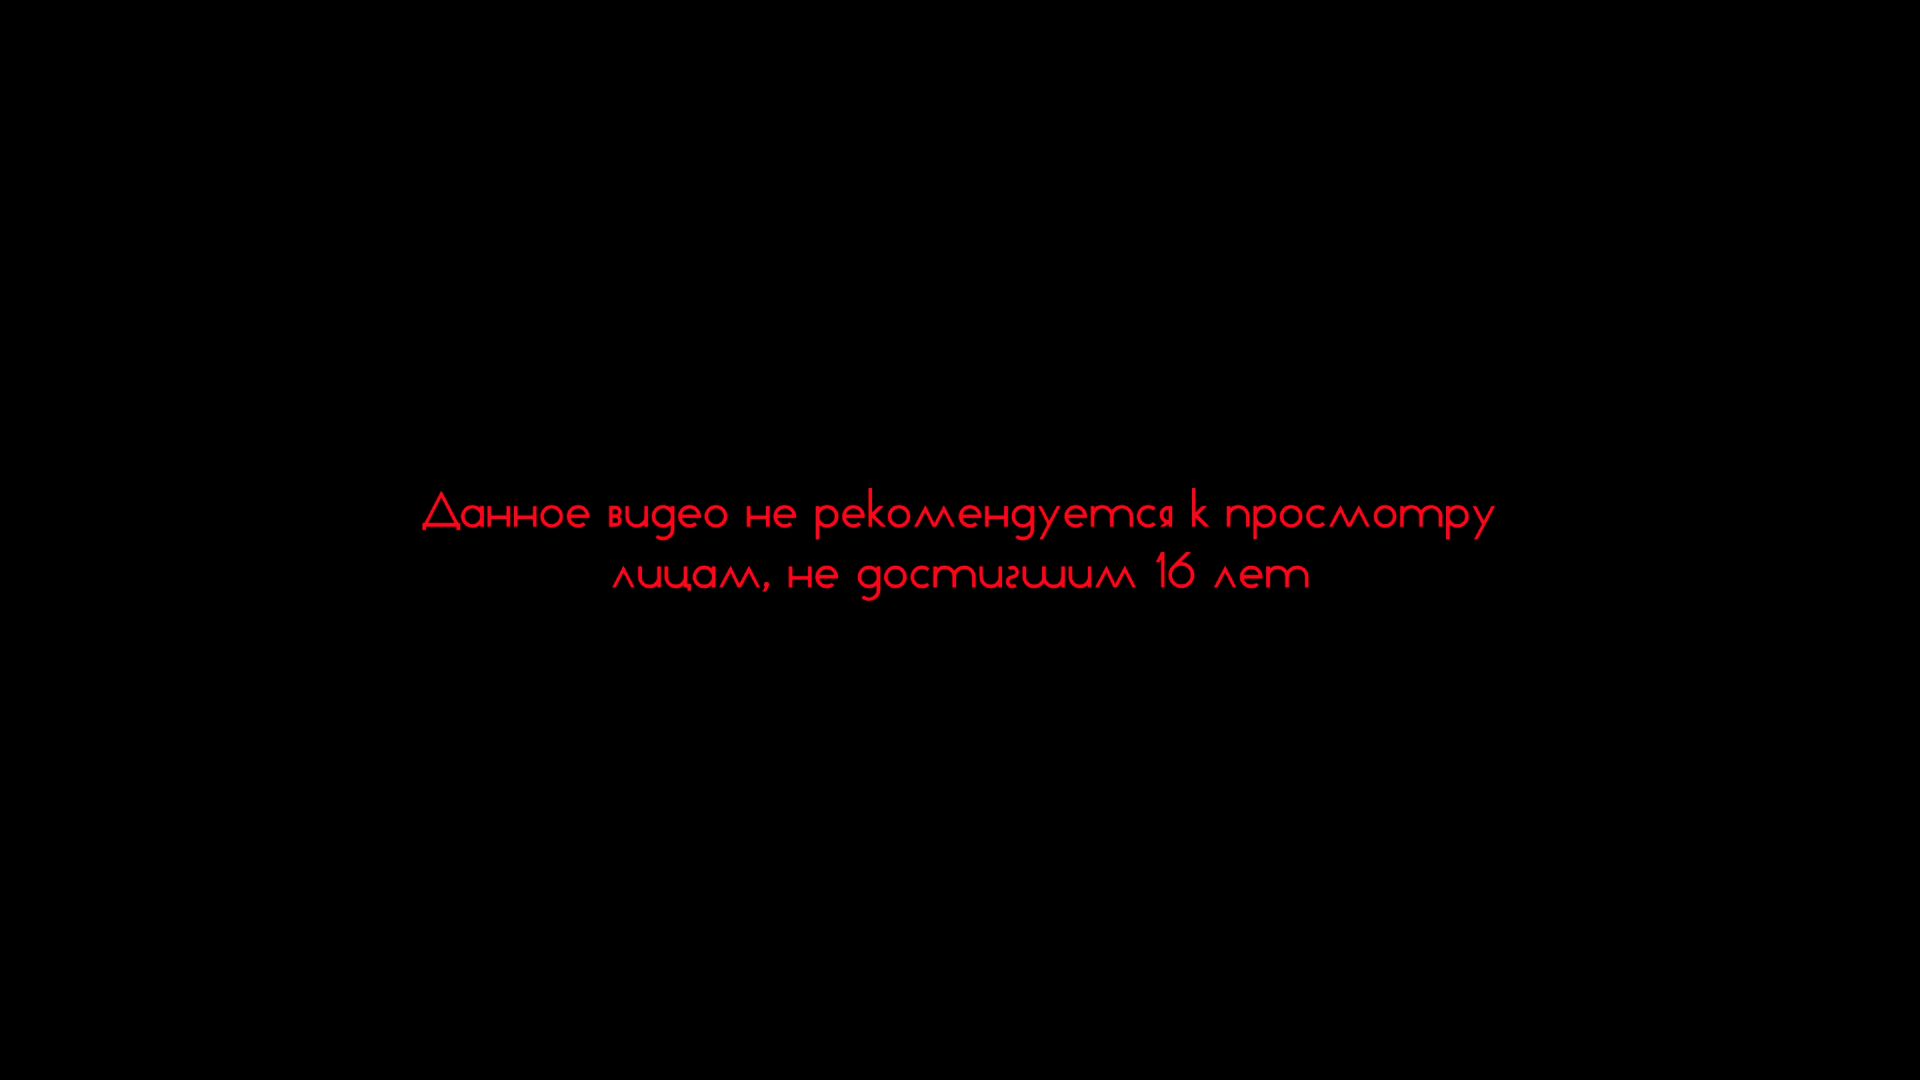 Данное видео не рекомендуется к просмотру
лицам, не достигшим 16 лет